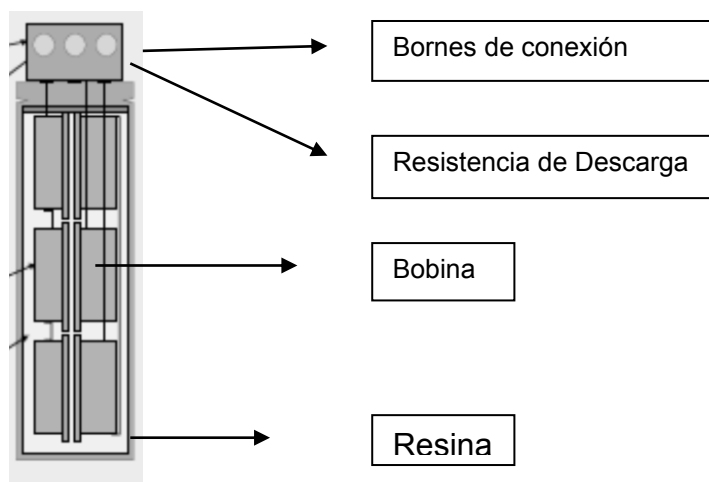 Bornes de conexión
Resistencia de Descarga
Bobina
Resina